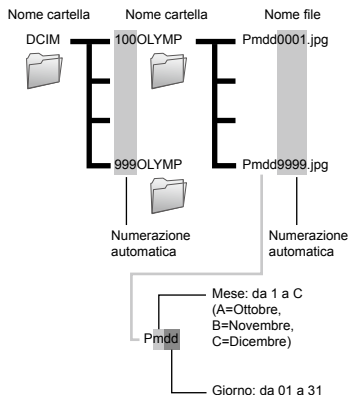 Nome cartella Nome cartella Nome file
DCIM 100OLYMP Pmdd0001.jpg
999OLYMP Pmdd9999.jpg
Numerazione
automatica
Numerazione
automatica
Mese: da 1 a C
(A=Ottobre,
B=Novembre,
C=Dicembre)
Pmdd
Giorno: da 01 a 31